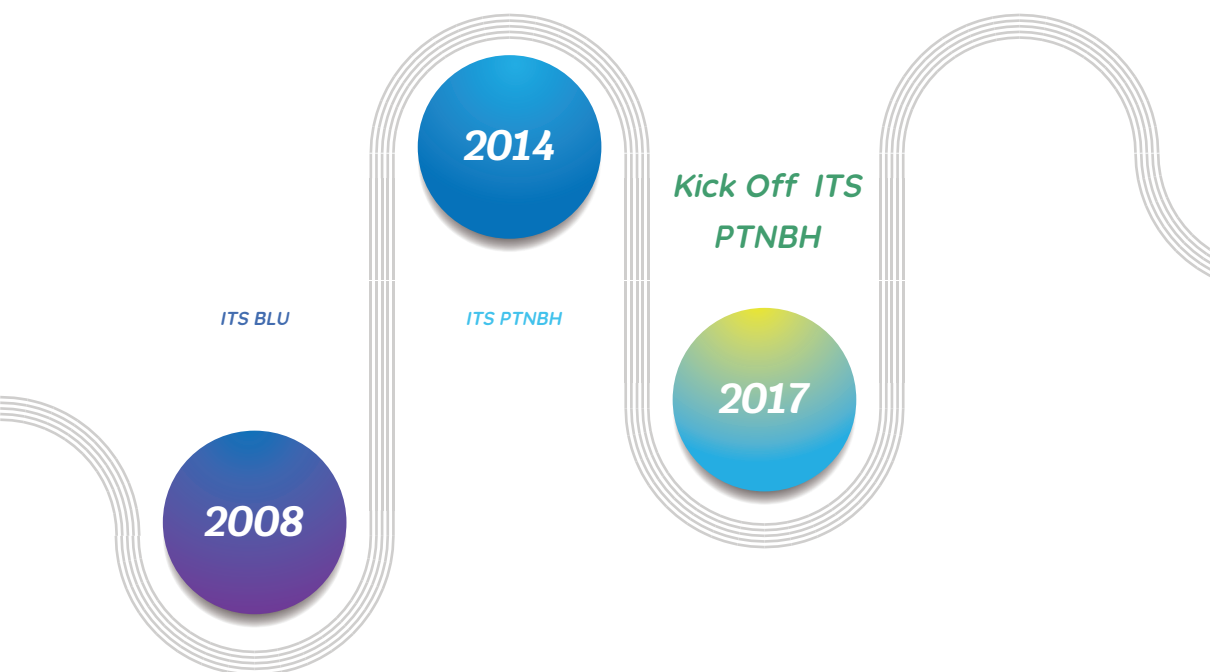 2014
Kick Off ITS
PTNBH
ITS BLU
ITS PTNBH
2017
2008